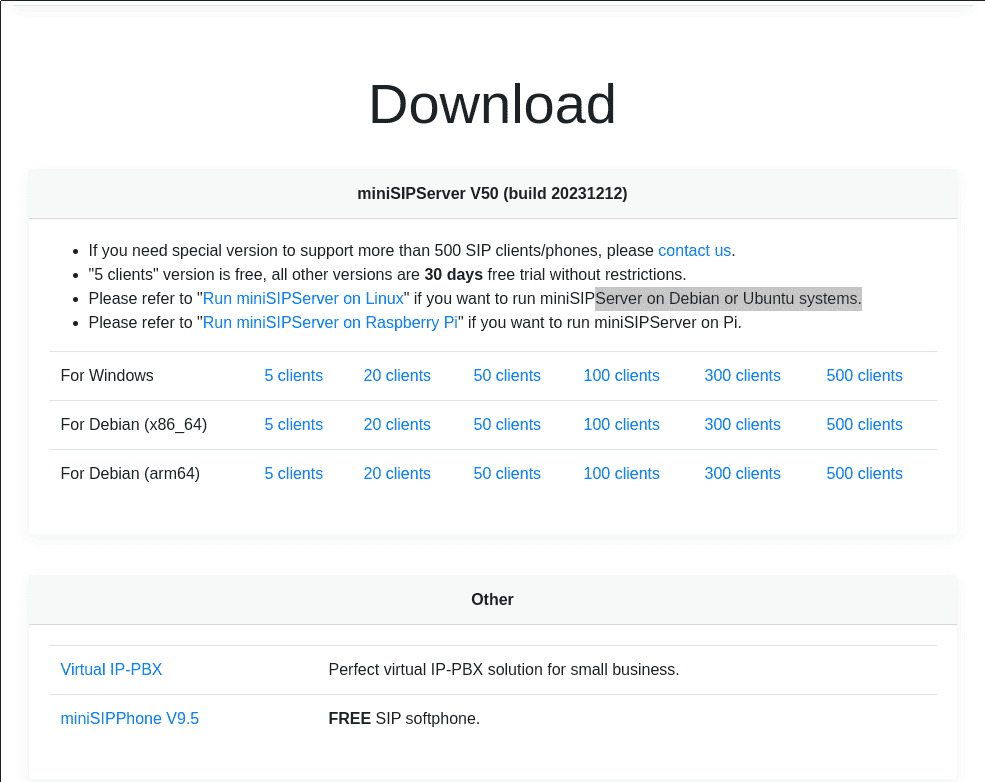 Download
miniSIPServer V50 (build 20231212)
• If you need special version to support more than 500 SIP clients/phones, please contact us.
• "5 clients" version is free, all other versions are 30 days free trial without restrictions.
• Please refer to "Run miniSIPServer on Linux" if you want to run miniSIPServer on Debian or Ubuntu systems.
• Please refer to "Run miniSIPServer on Raspberry Pi" if you want to run miniSIPServer on Pi.
For Windows 5 clients 20 clients 50 clients 100 clients 300 clients 500 clients
For Debian (x86_64) 5 clients 20 clients 50 clients 100 clients 300 clients 500 clients
For Debian (arm64) 5 clients 20 clients 50 clients 100 clients 300 clients 500 clients
Other
Virtual IP-PBX Perfect virtual IP-PBX solution for small business.
miniSIPPhone V9.5 FREE SIP softphone.